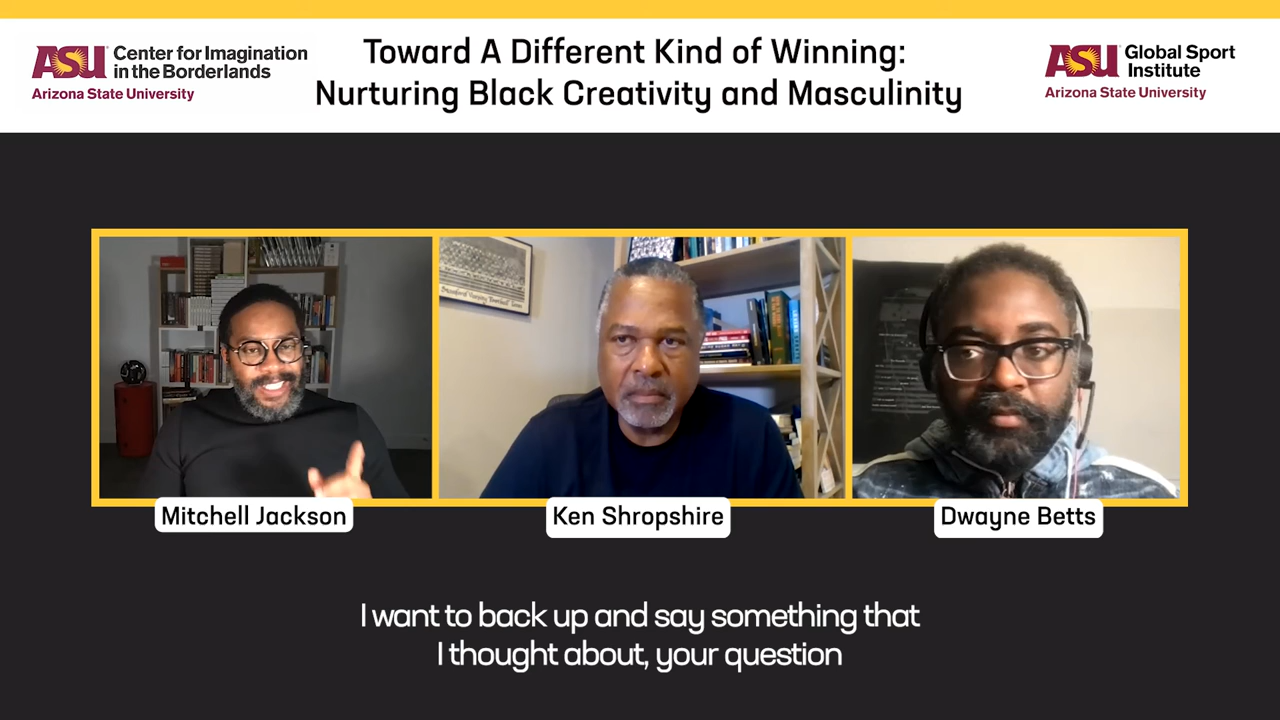 ASU Center for Imagination
in the Borderlands
Arizona State University
Toward A Different Kind of Winning:
Nurturing Black Creativity and Masculinity
ASU Global Sport
Institute
Arizona State University
Mitchell Jackson
Ken Shropshire
Dwayne Betts
I want to back up and say something that
I thought about, your question